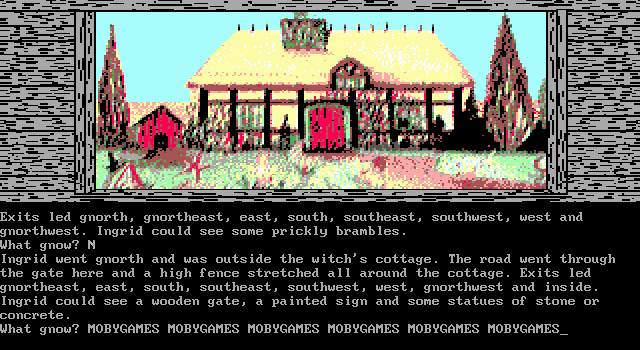 Exits led gnorth, gnortheast, east, south, southeast, southwest, west and
gnorthwest. Ingrid could see some prickly brambles.
What gnow? N
Ingrid went gnorth and was outside the witch's cottage. The road went through
the gate here and a high fence stretched all around the cottage. Exits led
gnortheast, east, south, southeast, southwest, west, gnorthwest and inside.
Ingrid could see a wooden gate, a painted sign and some statues of stone or
concrete.
What gnow? MOBYGAMES MOBYGAMES MOBYGAMES MOBYGAMES MOBYGAMES MOBYGAMES_